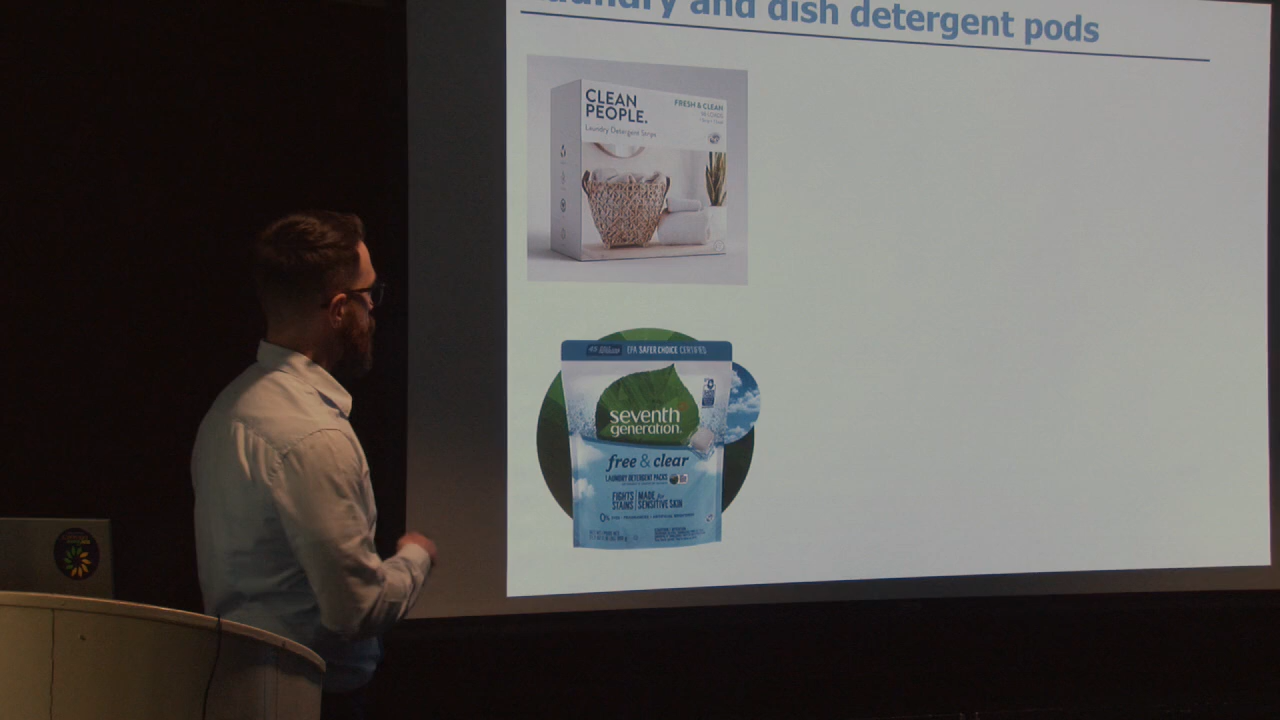 laundry and dish detergent pods
CLEAN
PEOPLE.
FRESH & CLEAN
Laundry Detergent Strips
EPA SAFER CHOICE CERTIFIED
seventh
generation.
free & clear
LAUNDRY DETERGENT PACKS
FIGHTS
STAINS
MADE for
SENSITIVE SKIN
0%